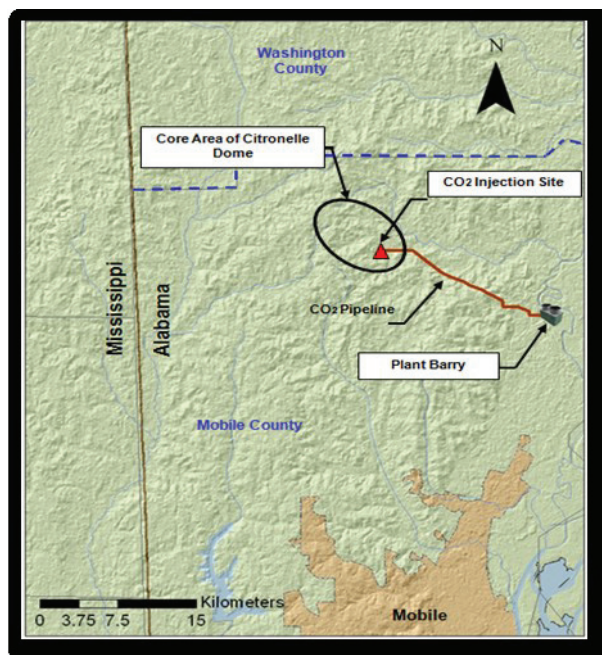 Washington
County
N
Core Area of Citronelle
Dome
CO2 Injection Site
Mississippi
Alabama
CO2 Pipeline
Plant Barry
Mobile County
Kilometers
0 3.75 7.5 15
Mobile